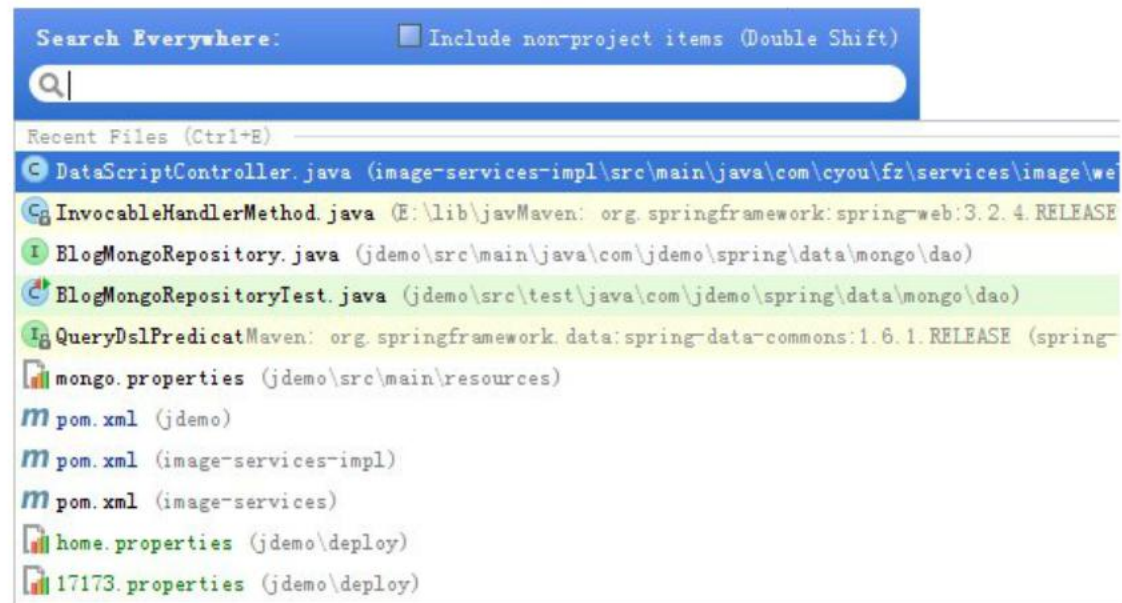 Search Everywhere: Include non-project items (Double Shift)
Recent Files (Ctrl+E)
DataScriptController.java (image-services-impl\src\main\java\com\cyou\fz\services\image\we
InvocableHandlerMethod.java (E:\lib\javMaven: org.springframework:spring-web:3.2.4.RELEASE
BlogMongoRepository.java (jdemo\src\main\java\com\jdemo\spring\data\mongo\dao)
BlogMongoRepositoryTest.java (jdemo\src\test\java\com\jdemo\spring\data\mongo\dao)
QueryDslPredicatMaven: org.springframework.data:spring-data-commons:1.6.1.RELEASE (spring-
mongo.properties (jdemo\src\main\resources)
pom.xml (jdemo)
pom.xml (image-services-impl)
pom.xml (image-services)
home.properties (jdemo\deploy)
17173.properties (jdemo\deploy)